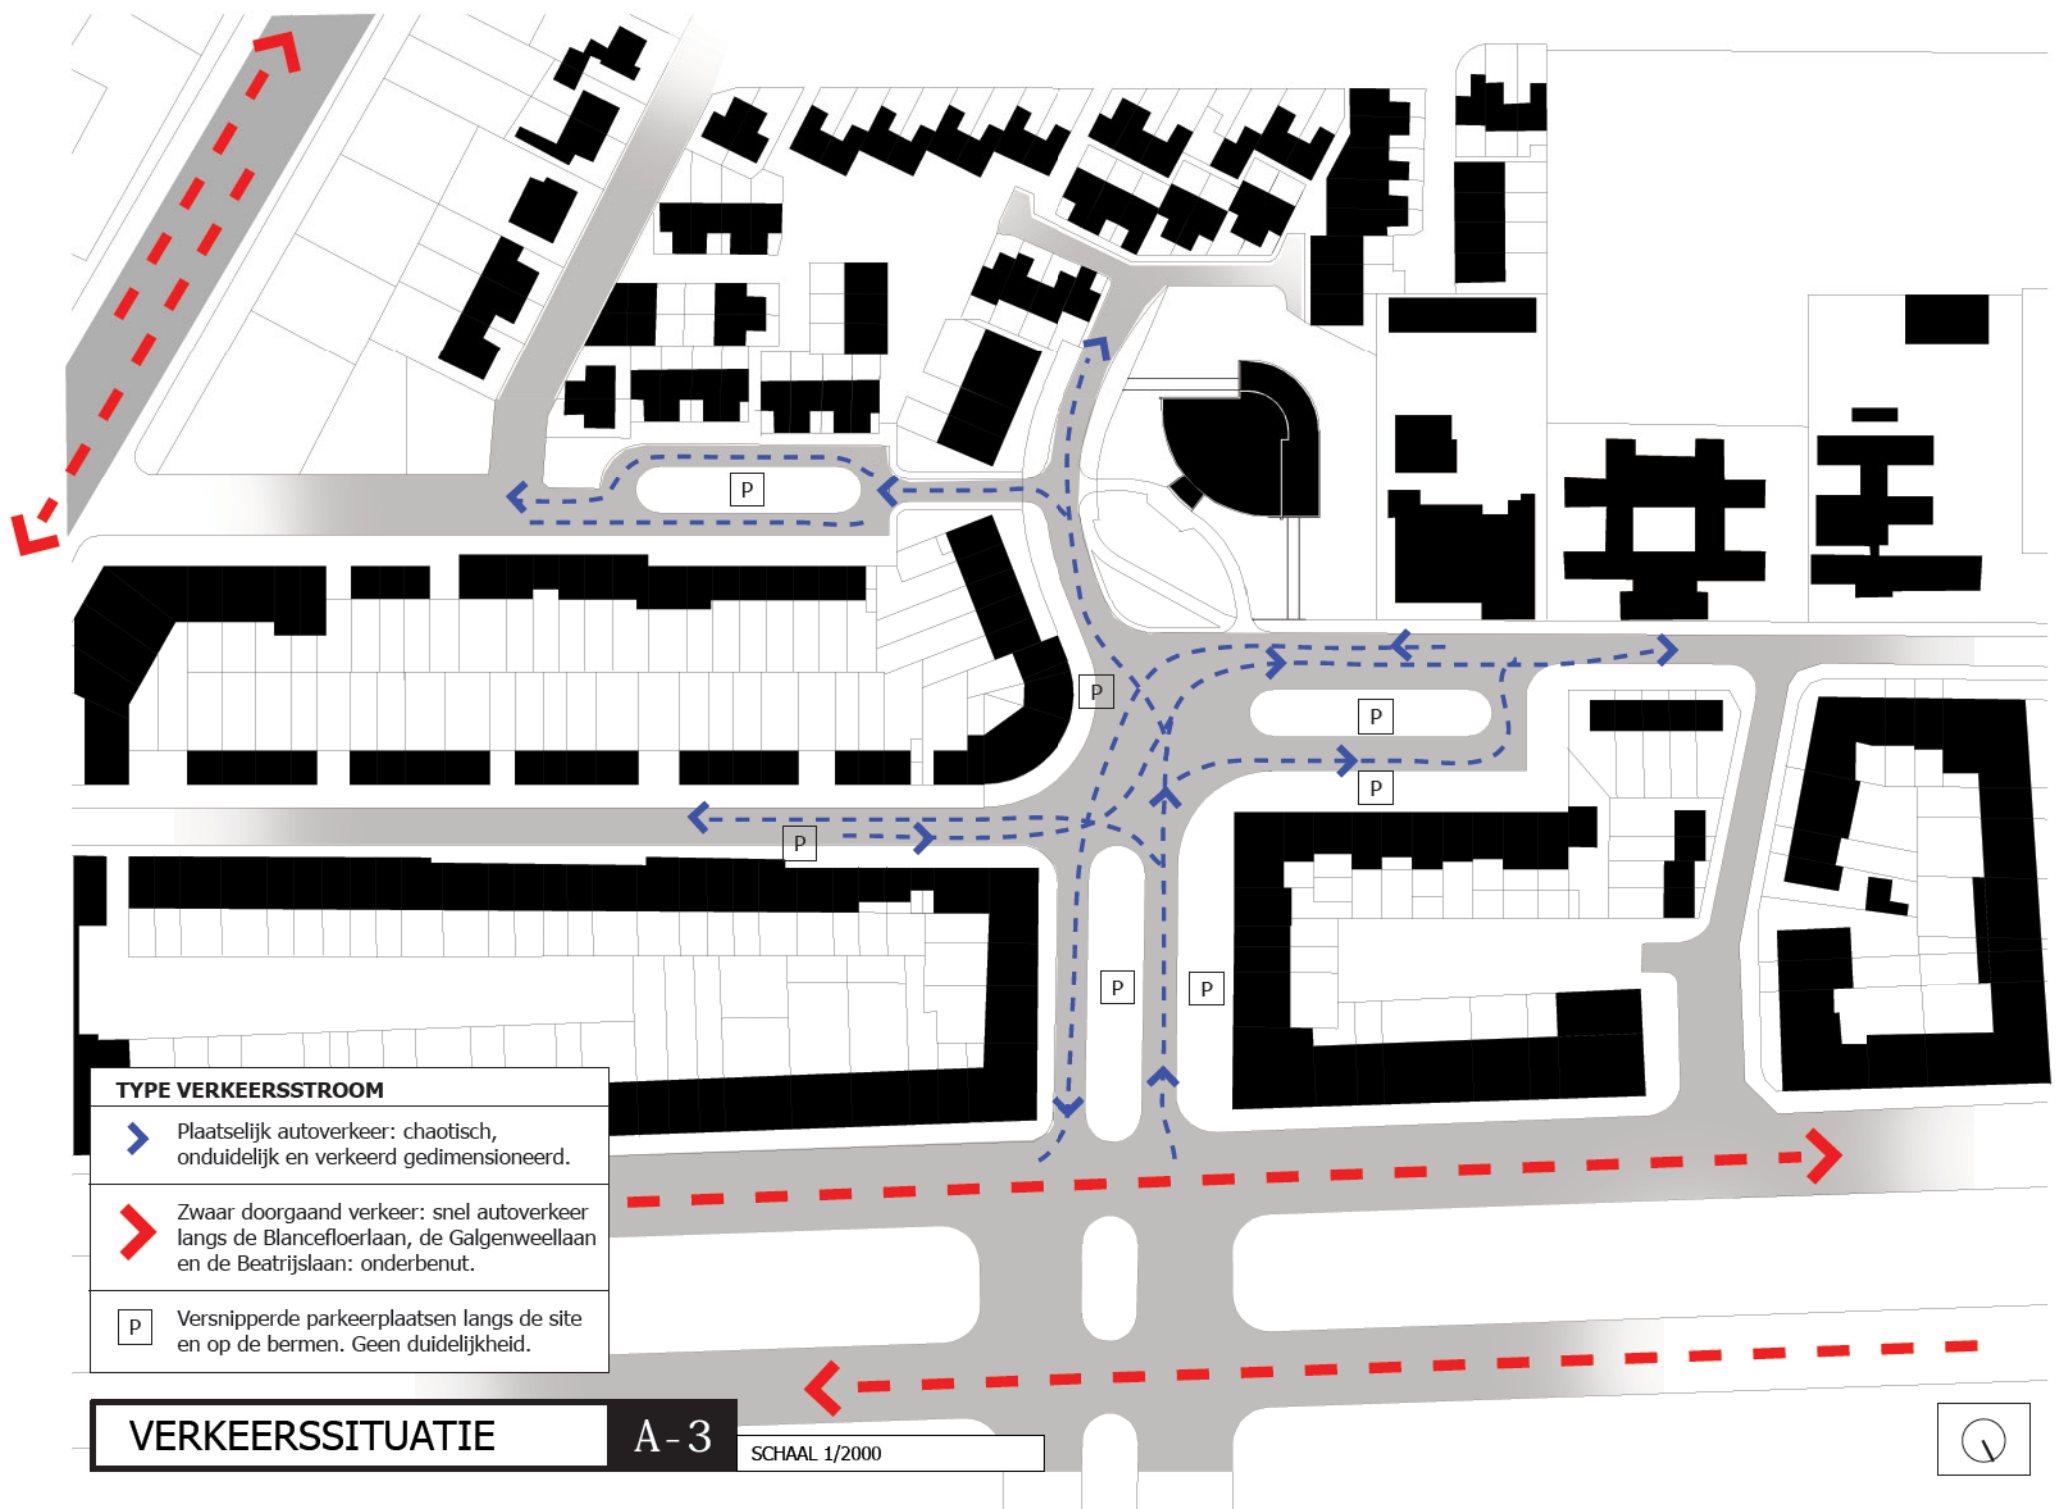 P
P
P
P
P
P
P
TYPE VERKEERSSTROOM
Plaatselijk autoverkeer: chaotisch,
onduidelijk en verkeerd gedimensioneerd.
Zwaar doorgaand verkeer: snel autoverkeer
langs de Blancefloerlaan, de Galgenweellaan
en de Beatrijslaan: onderbenut.
P
Versnipperde parkeerplaatsen langs de site
en op de bermen. Geen duidelijkheid.
VERKEERSSITUATIE
A-3
SCHAAL 1/2000